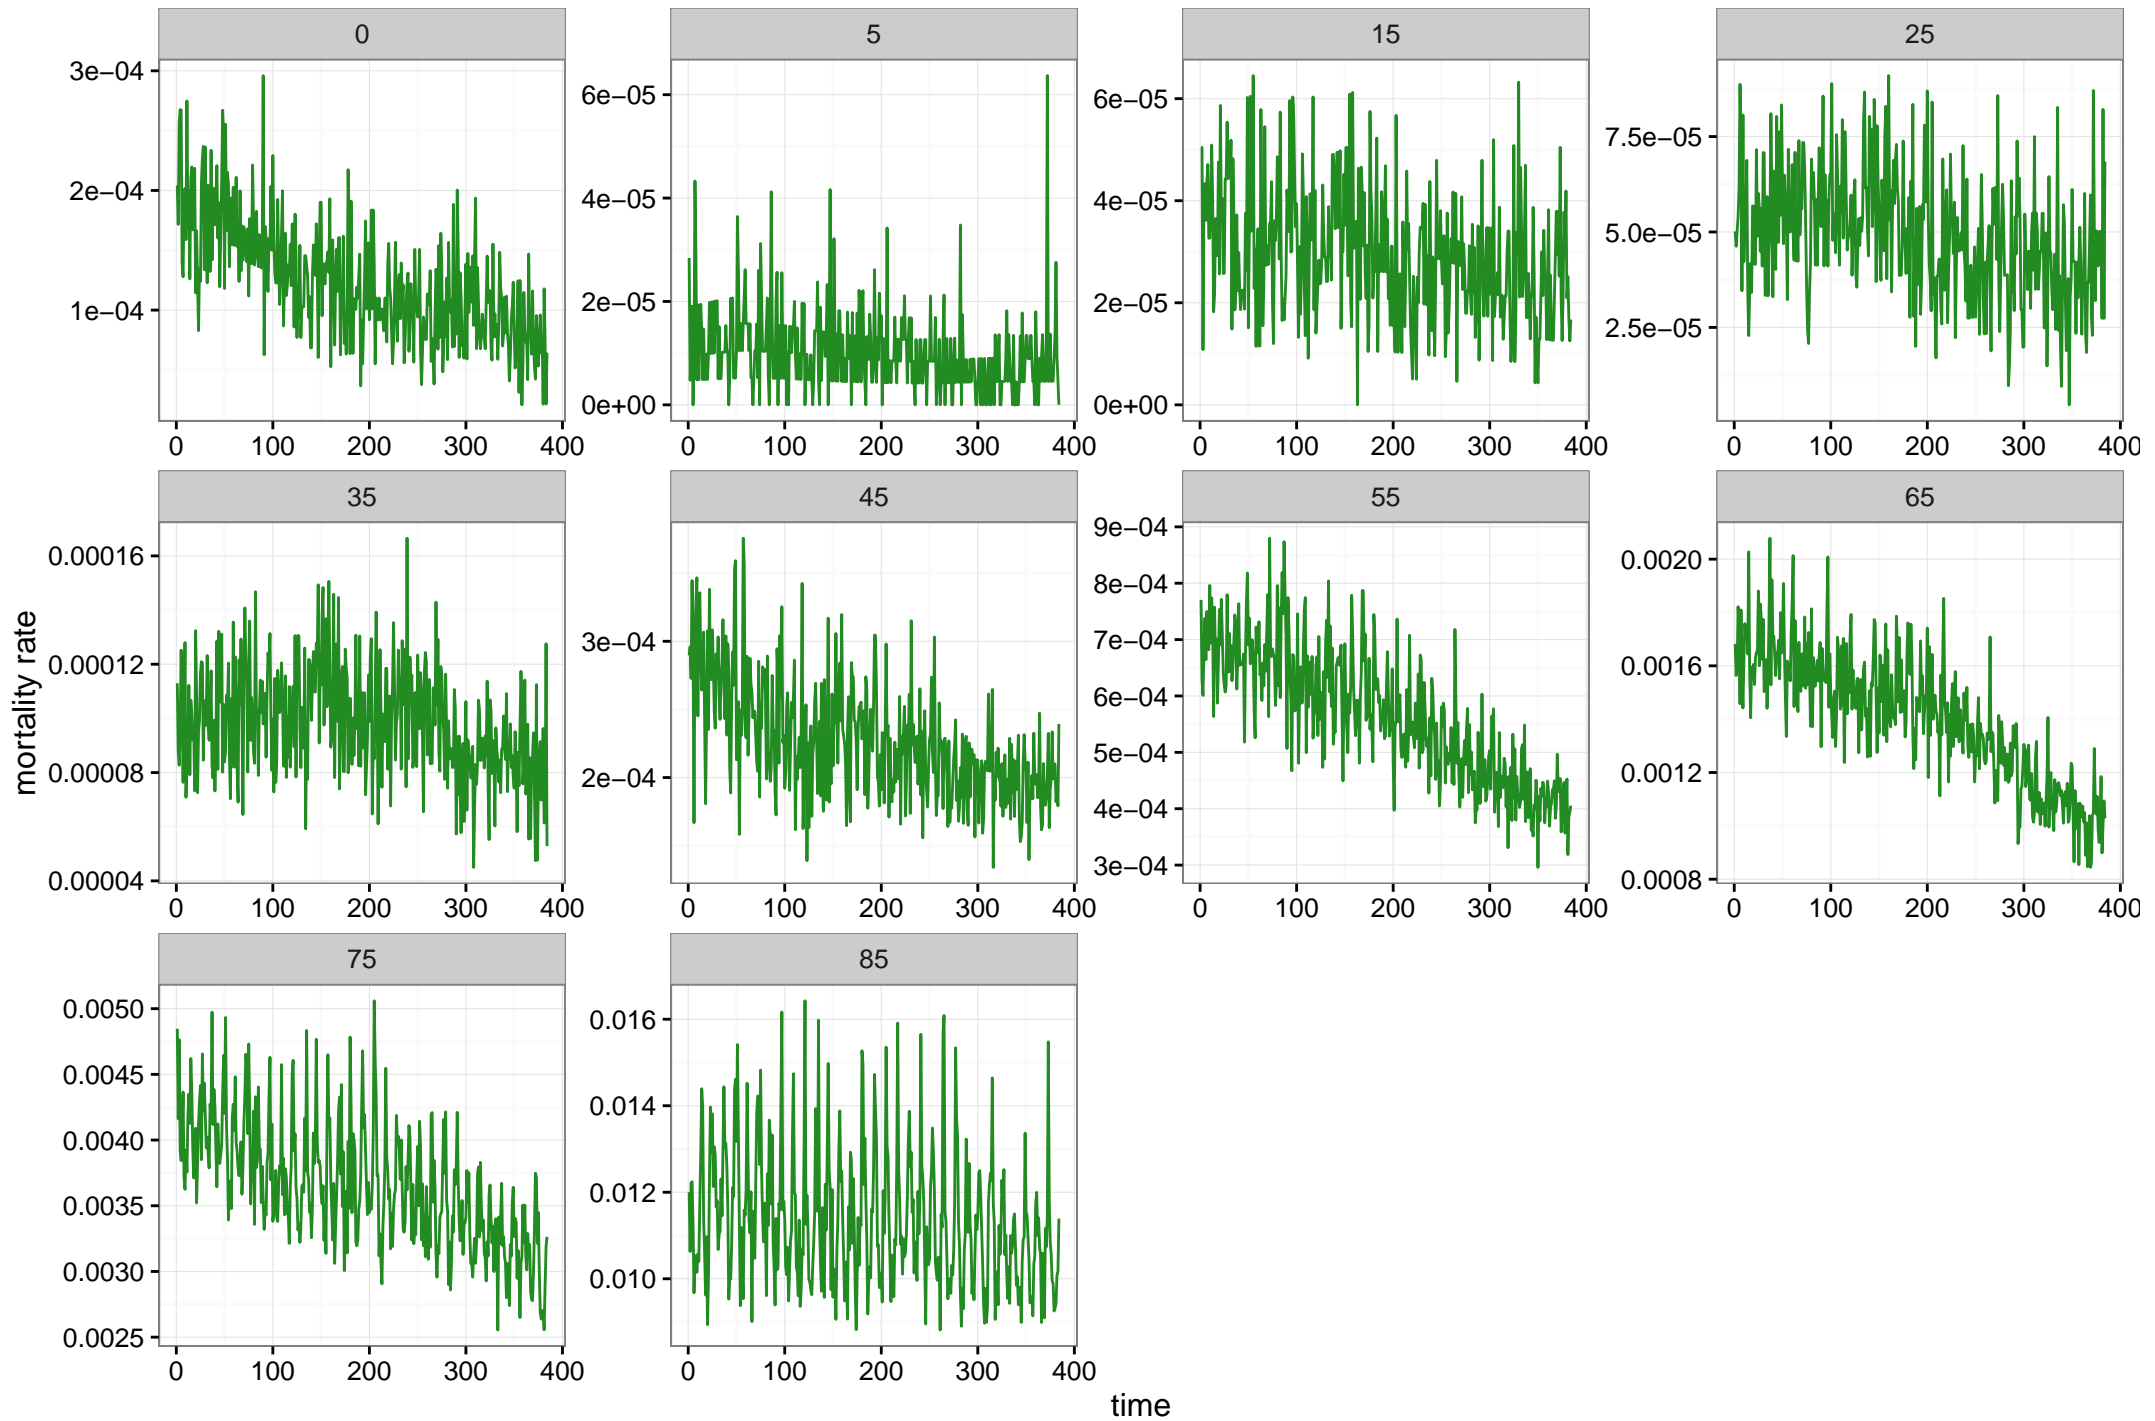 0 5 15 25
3e−04
2e−04
1e−04
6e−05
4e−05
2e−05
0e+00
6e−05
4e−05
2e−05
0e+00
7.5e−05
5.0e−05
2.5e−05
0 100 200 300 400 0 100 200 300 400 0 100 200 300 400 0 100 200 300 400
35 45 55 65
mortality rate
0.00016
0.00012
0.00008
0.00004
3e−04
2e−04
9e−04
8e−04
7e−04
6e−04
5e−04
4e−04
3e−04
0.0020
0.0016
0.0012
0.0008
0 100 200 300 400 0 100 200 300 400 0 100 200 300 400 0 100 200 300 400
75 85
0.0050
0.0045
0.0040
0.0035
0.0030
0.0025
0.016
0.014
0.012
0.010
0 100 200 300 400 0 100 200 300 400
time